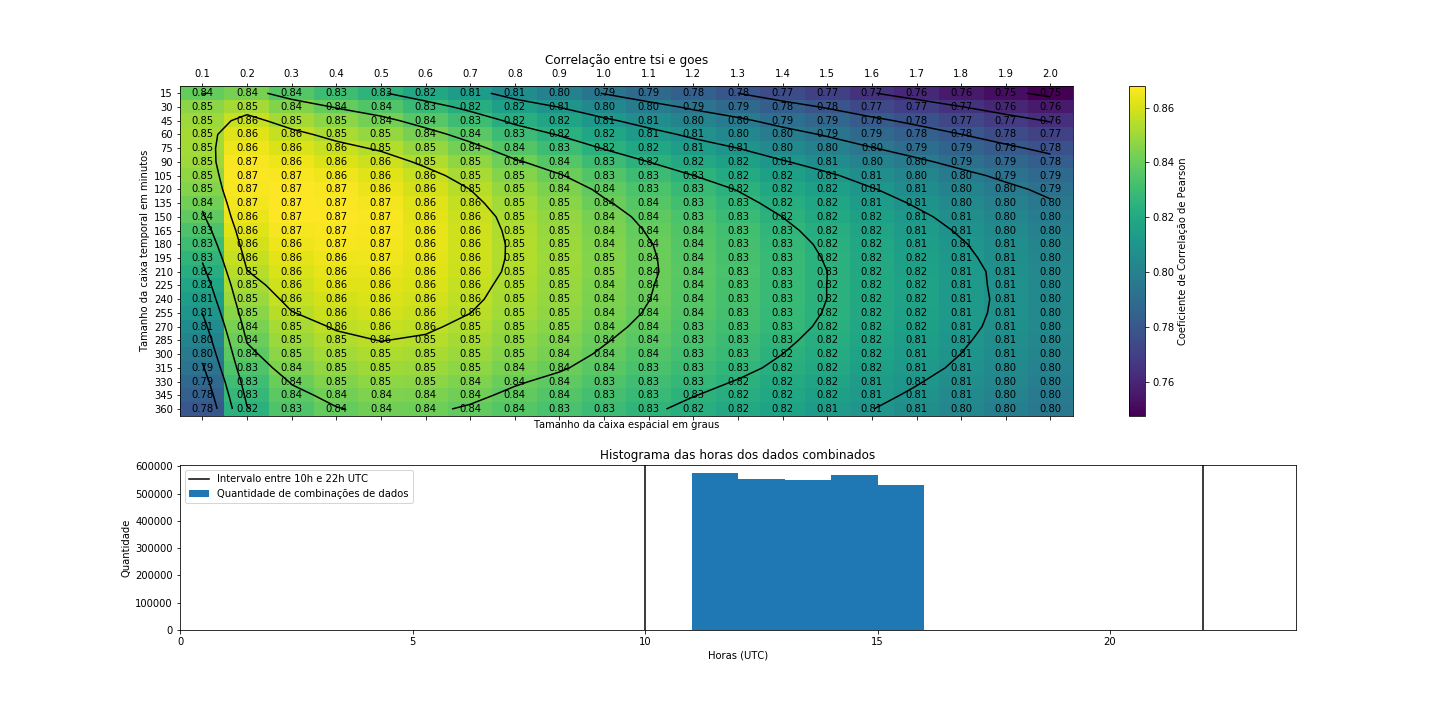 Correlação entre tsi e goes
0.1 0.2 0.3 0.4 0.5 0.6 0.7 0.8 0.9 1.0 1.1 1.2 1.3 1.4 1.5 1.6 1.7 1.8 1.9 2.0
15 0.84 0.84 0.84 0.83 0.83 0.82 0.81 0.81 0.80 0.79 0.79 0.78 0.78 0.77 0.77 0.77 0.76 0.76 0.75 0.75
30 0.85 0.85 0.84 0.84 0.84 0.83 0.82 0.82 0.81 0.80 0.80 0.79 0.79 0.78 0.78 0.77 0.77 0.77 0.76 0.76
45 0.85 0.86 0.85 0.85 0.84 0.84 0.83 0.82 0.82 0.81 0.81 0.80 0.80 0.79 0.79 0.78 0.78 0.77 0.77 0.76
60 0.85 0.86 0.86 0.85 0.85 0.84 0.84 0.83 0.82 0.82 0.81 0.81 0.80 0.80 0.79 0.79 0.78 0.78 0.78 0.77
75 0.85 0.87 0.86 0.86 0.85 0.85 0.84 0.84 0.83 0.82 0.82 0.81 0.81 0.80 0.80 0.80 0.79 0.79 0.78 0.78
90 0.85 0.87 0.86 0.86 0.86 0.85 0.85 0.84 0.84 0.83 0.82 0.82 0.82 0.81 0.81 0.80 0.80 0.79 0.79 0.78
105 0.85 0.87 0.87 0.87 0.86 0.86 0.85 0.85 0.84 0.83 0.83 0.83 0.82 0.82 0.81 0.81 0.80 0.80 0.79 0.79
120 0.85 0.87 0.87 0.87 0.86 0.86 0.85 0.85 0.84 0.84 0.83 0.83 0.82 0.82 0.82 0.81 0.81 0.80 0.80 0.79
135 0.84 0.87 0.87 0.87 0.87 0.86 0.86 0.85 0.85 0.84 0.84 0.83 0.83 0.82 0.82 0.82 0.81 0.81 0.80 0.80
150 0.84 0.86 0.87 0.87 0.87 0.86 0.86 0.85 0.85 0.84 0.84 0.83 0.83 0.82 0.82 0.82 0.81 0.81 0.80 0.80
165 0.83 0.86 0.87 0.87 0.87 0.86 0.86 0.85 0.85 0.84 0.84 0.83 0.83 0.83 0.82 0.82 0.81 0.81 0.80 0.80
180 0.83 0.86 0.86 0.87 0.87 0.86 0.86 0.85 0.85 0.84 0.84 0.83 0.83 0.83 0.82 0.82 0.81 0.81 0.81 0.80
195 0.83 0.86 0.86 0.86 0.87 0.86 0.86 0.85 0.85 0.84 0.84 0.84 0.83 0.83 0.82 0.82 0.82 0.81 0.81 0.80
210 0.82 0.85 0.86 0.86 0.86 0.86 0.86 0.85 0.85 0.84 0.84 0.84 0.83 0.83 0.83 0.82 0.82 0.81 0.81 0.80
225 0.82 0.85 0.86 0.86 0.86 0.86 0.86 0.85 0.85 0.84 0.84 0.84 0.83 0.83 0.83 0.82 0.82 0.81 0.81 0.80
240 0.81 0.85 0.86 0.86 0.86 0.86 0.86 0.85 0.85 0.84 0.84 0.84 0.83 0.83 0.83 0.82 0.82 0.81 0.81 0.80
255 0.81 0.85 0.85 0.86 0.86 0.86 0.86 0.85 0.85 0.84 0.84 0.83 0.83 0.83 0.82 0.82 0.82 0.81 0.81 0.80
270 0.80 0.84 0.85 0.86 0.86 0.86 0.85 0.85 0.85 0.84 0.84 0.83 0.83 0.83 0.82 0.82 0.82 0.81 0.81 0.80
285 0.80 0.84 0.85 0.85 0.86 0.85 0.85 0.85 0.84 0.84 0.84 0.83 0.83 0.83 0.82 0.82 0.81 0.81 0.81 0.80
300 0.80 0.84 0.85 0.85 0.85 0.85 0.85 0.85 0.84 0.84 0.83 0.83 0.83 0.82 0.82 0.82 0.81 0.81 0.81 0.80
315 0.79 0.83 0.84 0.85 0.85 0.85 0.85 0.84 0.84 0.84 0.83 0.83 0.83 0.82 0.82 0.82 0.81 0.81 0.81 0.80
330 0.79 0.83 0.84 0.85 0.85 0.85 0.84 0.84 0.84 0.83 0.83 0.83 0.82 0.82 0.82 0.81 0.81 0.81 0.80 0.80
345 0.78 0.83 0.84 0.84 0.85 0.85 0.84 0.84 0.84 0.83 0.83 0.83 0.82 0.82 0.82 0.81 0.81 0.81 0.80 0.80
360 0.78 0.82 0.83 0.84 0.84 0.84 0.84 0.84 0.83 0.83 0.83 0.82 0.82 0.82 0.81 0.81 0.81 0.80 0.80 0.80
Tamanho da caixa temporal em minutos
Tamanho da caixa espacial em graus
0.86
0.84
0.82
0.80
0.78
0.76
Coeficiente de Correlação de Pearson
Histograma das horas dos dados combinados
Intervalo entre 10h e 22h UTC
Quantidade de combinações de dados
600000
500000
400000
300000
200000
100000
0
Quantidade
0 5 10 15 20
Horas (UTC)